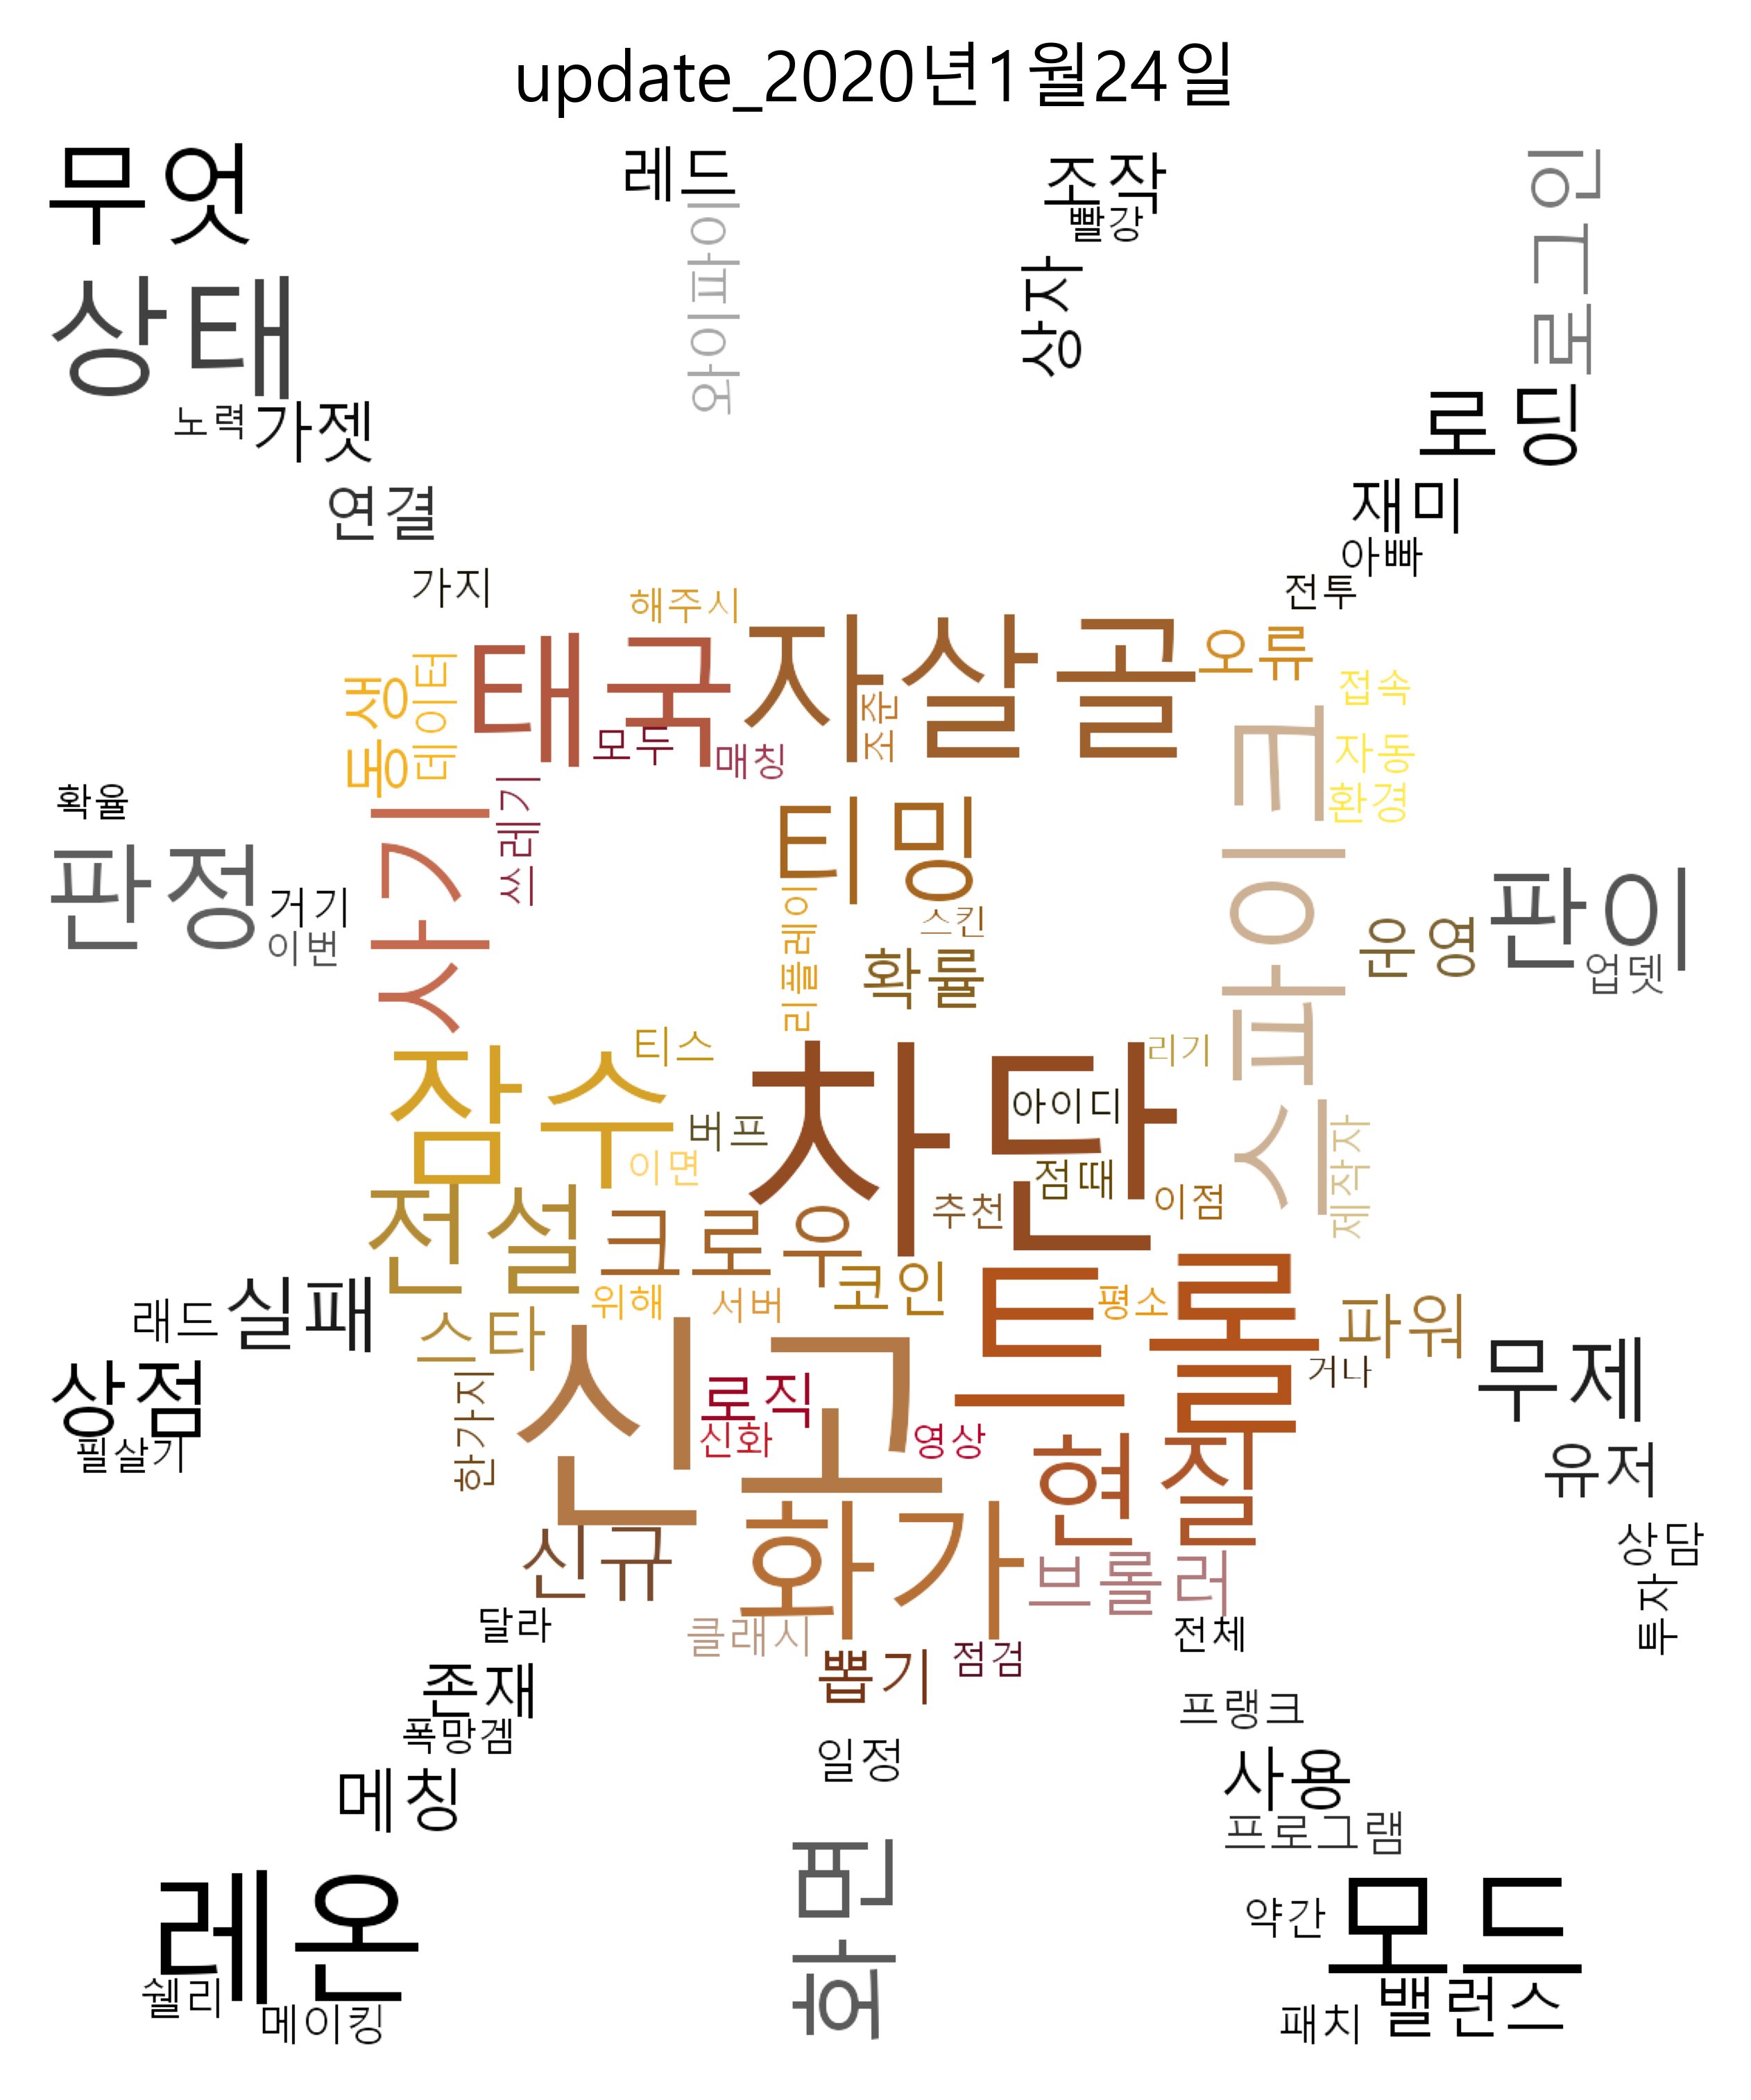 update_2020년1월24일
무엇
레드
조작
빨강
로그인
와이파이
상자
상태
노력
가젯
로딩
연결
재미
아빠
가지
해주시
전투
태국
자살골
오류
동생
데이터
조준
접속
모두
매칭
자동
환경
스파이크
확율
사기
쓰레기
티밍
판정
거기
이번
리플레이
스킨
확률
운영
판이
업뎃
잠수
티스
차단
리기
아이디
버프
이면
점때
제작자
전설
크로우
추천
이점
코인
트롤
래드
실패
스타
위해
서버
평소
파워
신고
거나
무제
상점
필살기
한가지
로직
신화
영상
현질
유저
신규
화가
브롤러
상담
투자
달라
클래시
뽑기
점검
전체
존재
폭망겜
일정
프랭크
메칭
사용
프로그램
화면
레온
약간
모드
쉘리
메이킹
패치
밸런스